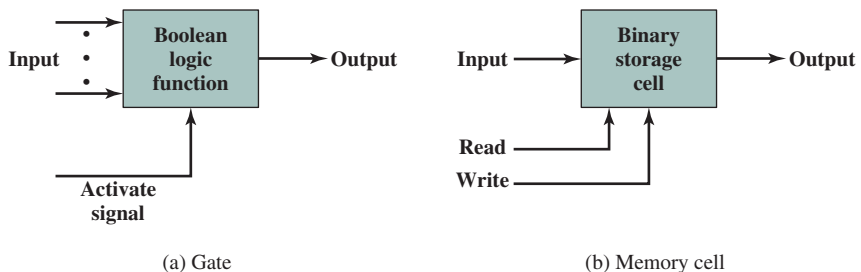 Input
Boolean
logic
function
Output
Activate
signal
(a) Gate
Input
Binary
storage
cell
Output
Read
Write
(b) Memory cell